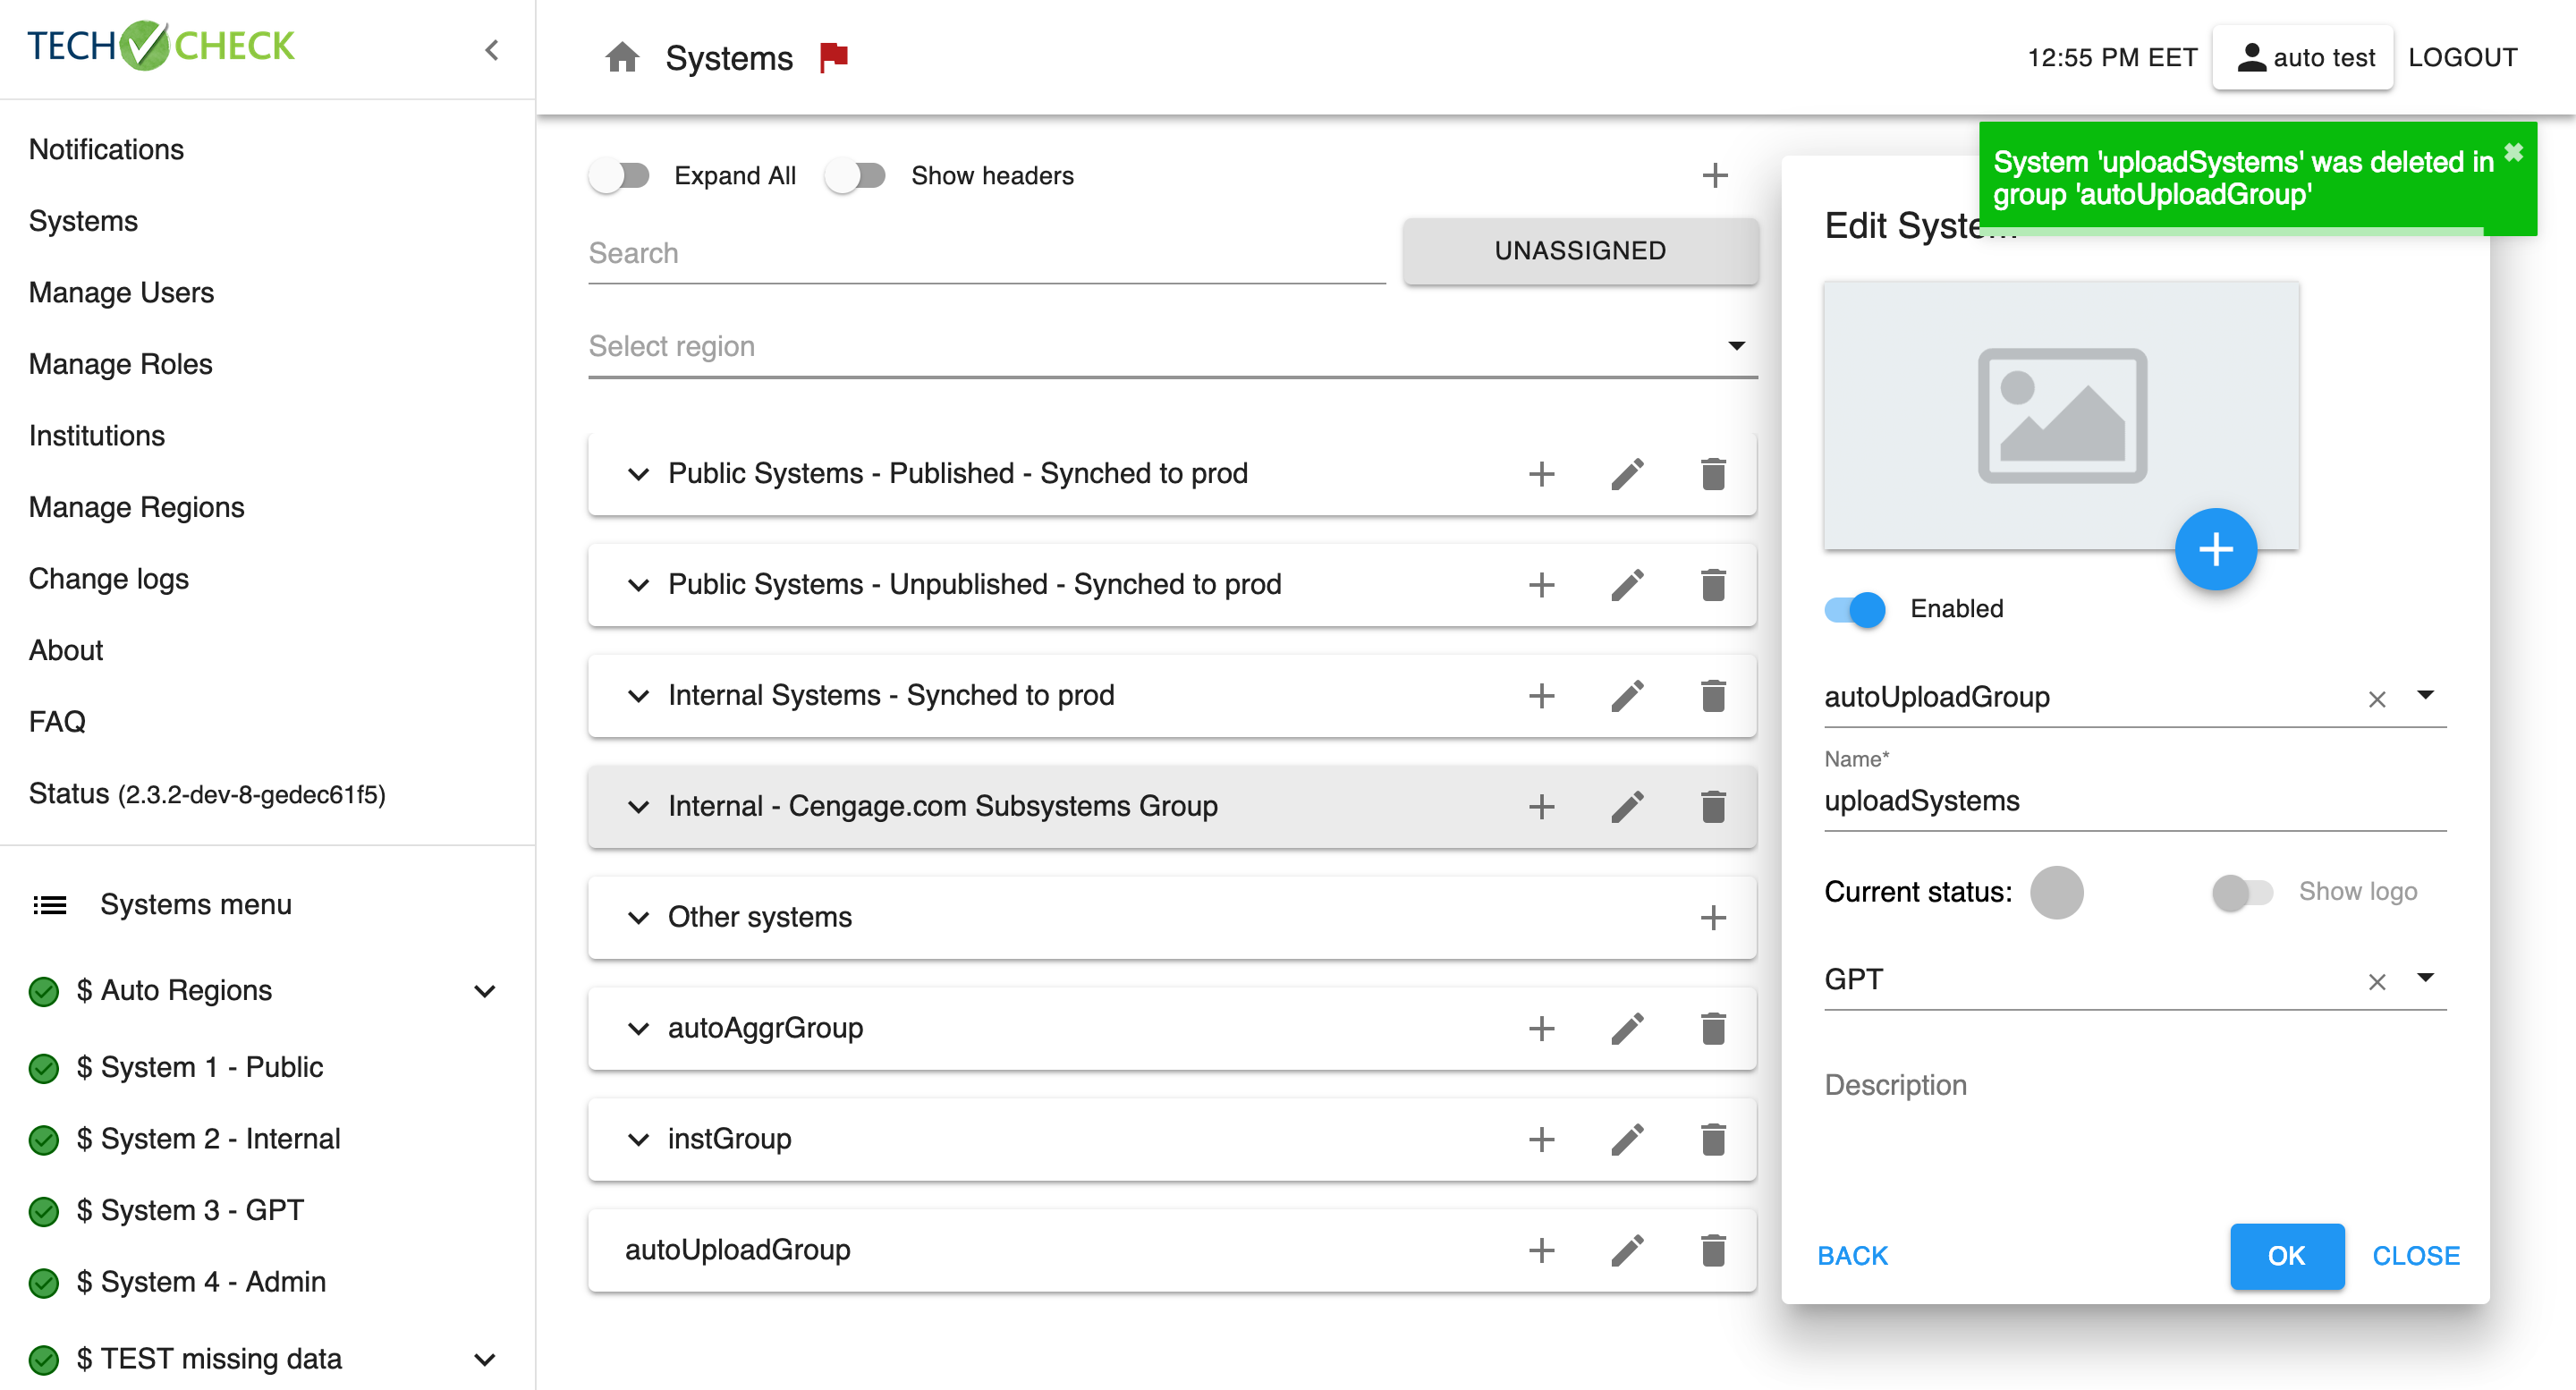 TECH CHECK
Notifications
Systems
Manage Users
Manage Roles
Institutions
Manage Regions
Change logs
About
FAQ
Status (2.3.2-dev-8-gedec61f5)
Systems menu
$ Auto Regions
$ System 1 - Public
$ System 2 - Internal
$ System 3 - GPT
$ System 4 - Admin
$ TEST missing data
Systems
12:55 PM EET
auto test
LOGOUT
Expand All
Show headers
Search
UNASSIGNED
Select region
Public Systems - Published - Synched to prod
Public Systems - Unpublished - Synched to prod
Internal Systems - Synched to prod
Internal - Cengage.com Subsystems Group
Other systems
autoAggrGroup
instGroup
autoUploadGroup
System 'uploadSystems' was deleted in
group 'autoUploadGroup'
Edit System
Enabled
autoUploadGroup
Name*
uploadSystems
Current status:
Show logo
GPT
Description
BACK
OK
CLOSE